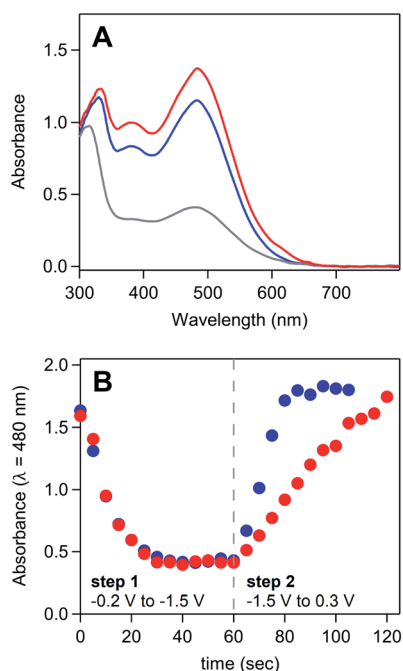 A
1.5
1.0
0.5
0.0
Absorbance
300 400 500 600 700
Wavelength (nm)
B
2.0
1.5
1.0
0.5
0.0
Absorbance (λ = 480 nm)
step 1
-0.2 V to -1.5 V
step 2
-1.5 V to 0.3 V
0 20 40 60 80 100 120
time (sec)